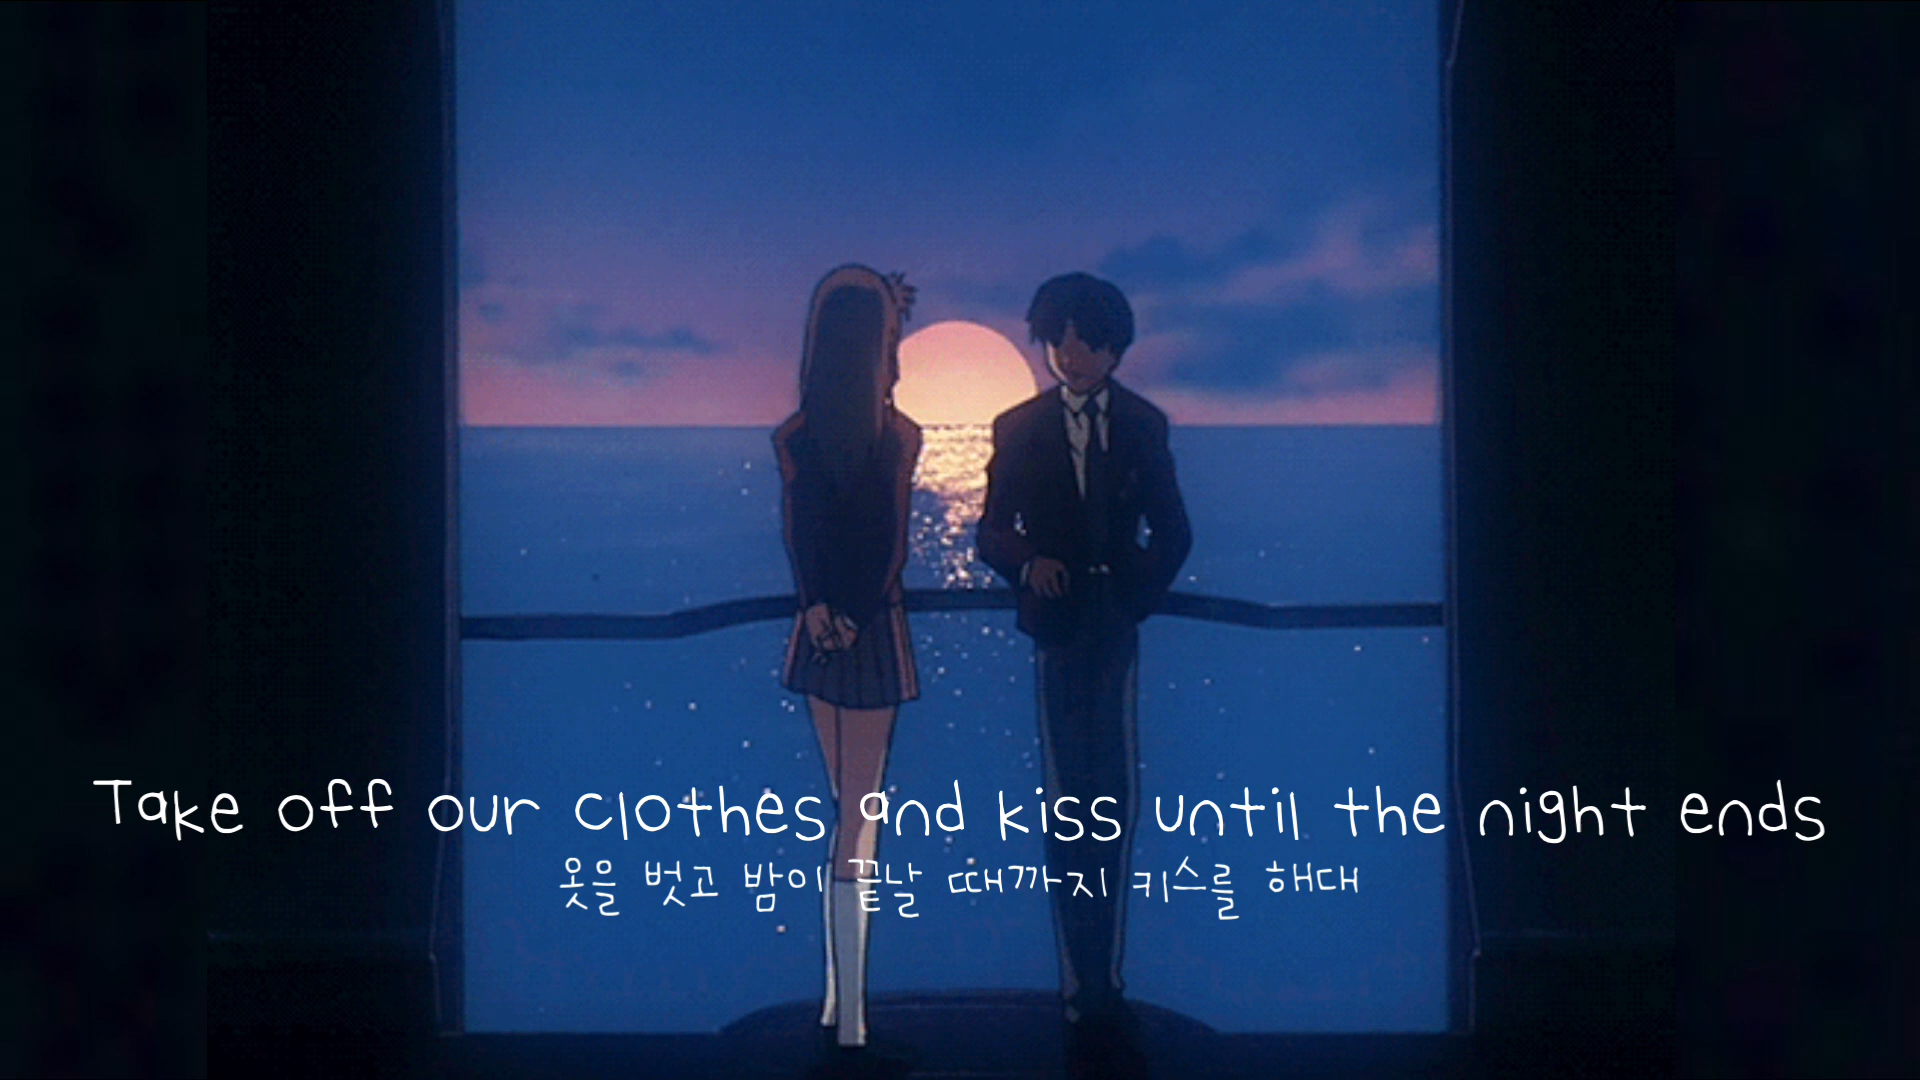 Take off our clothes and kiss until the night ends
옷을 벗고 밤이 끝날 때까지 키스를 해대